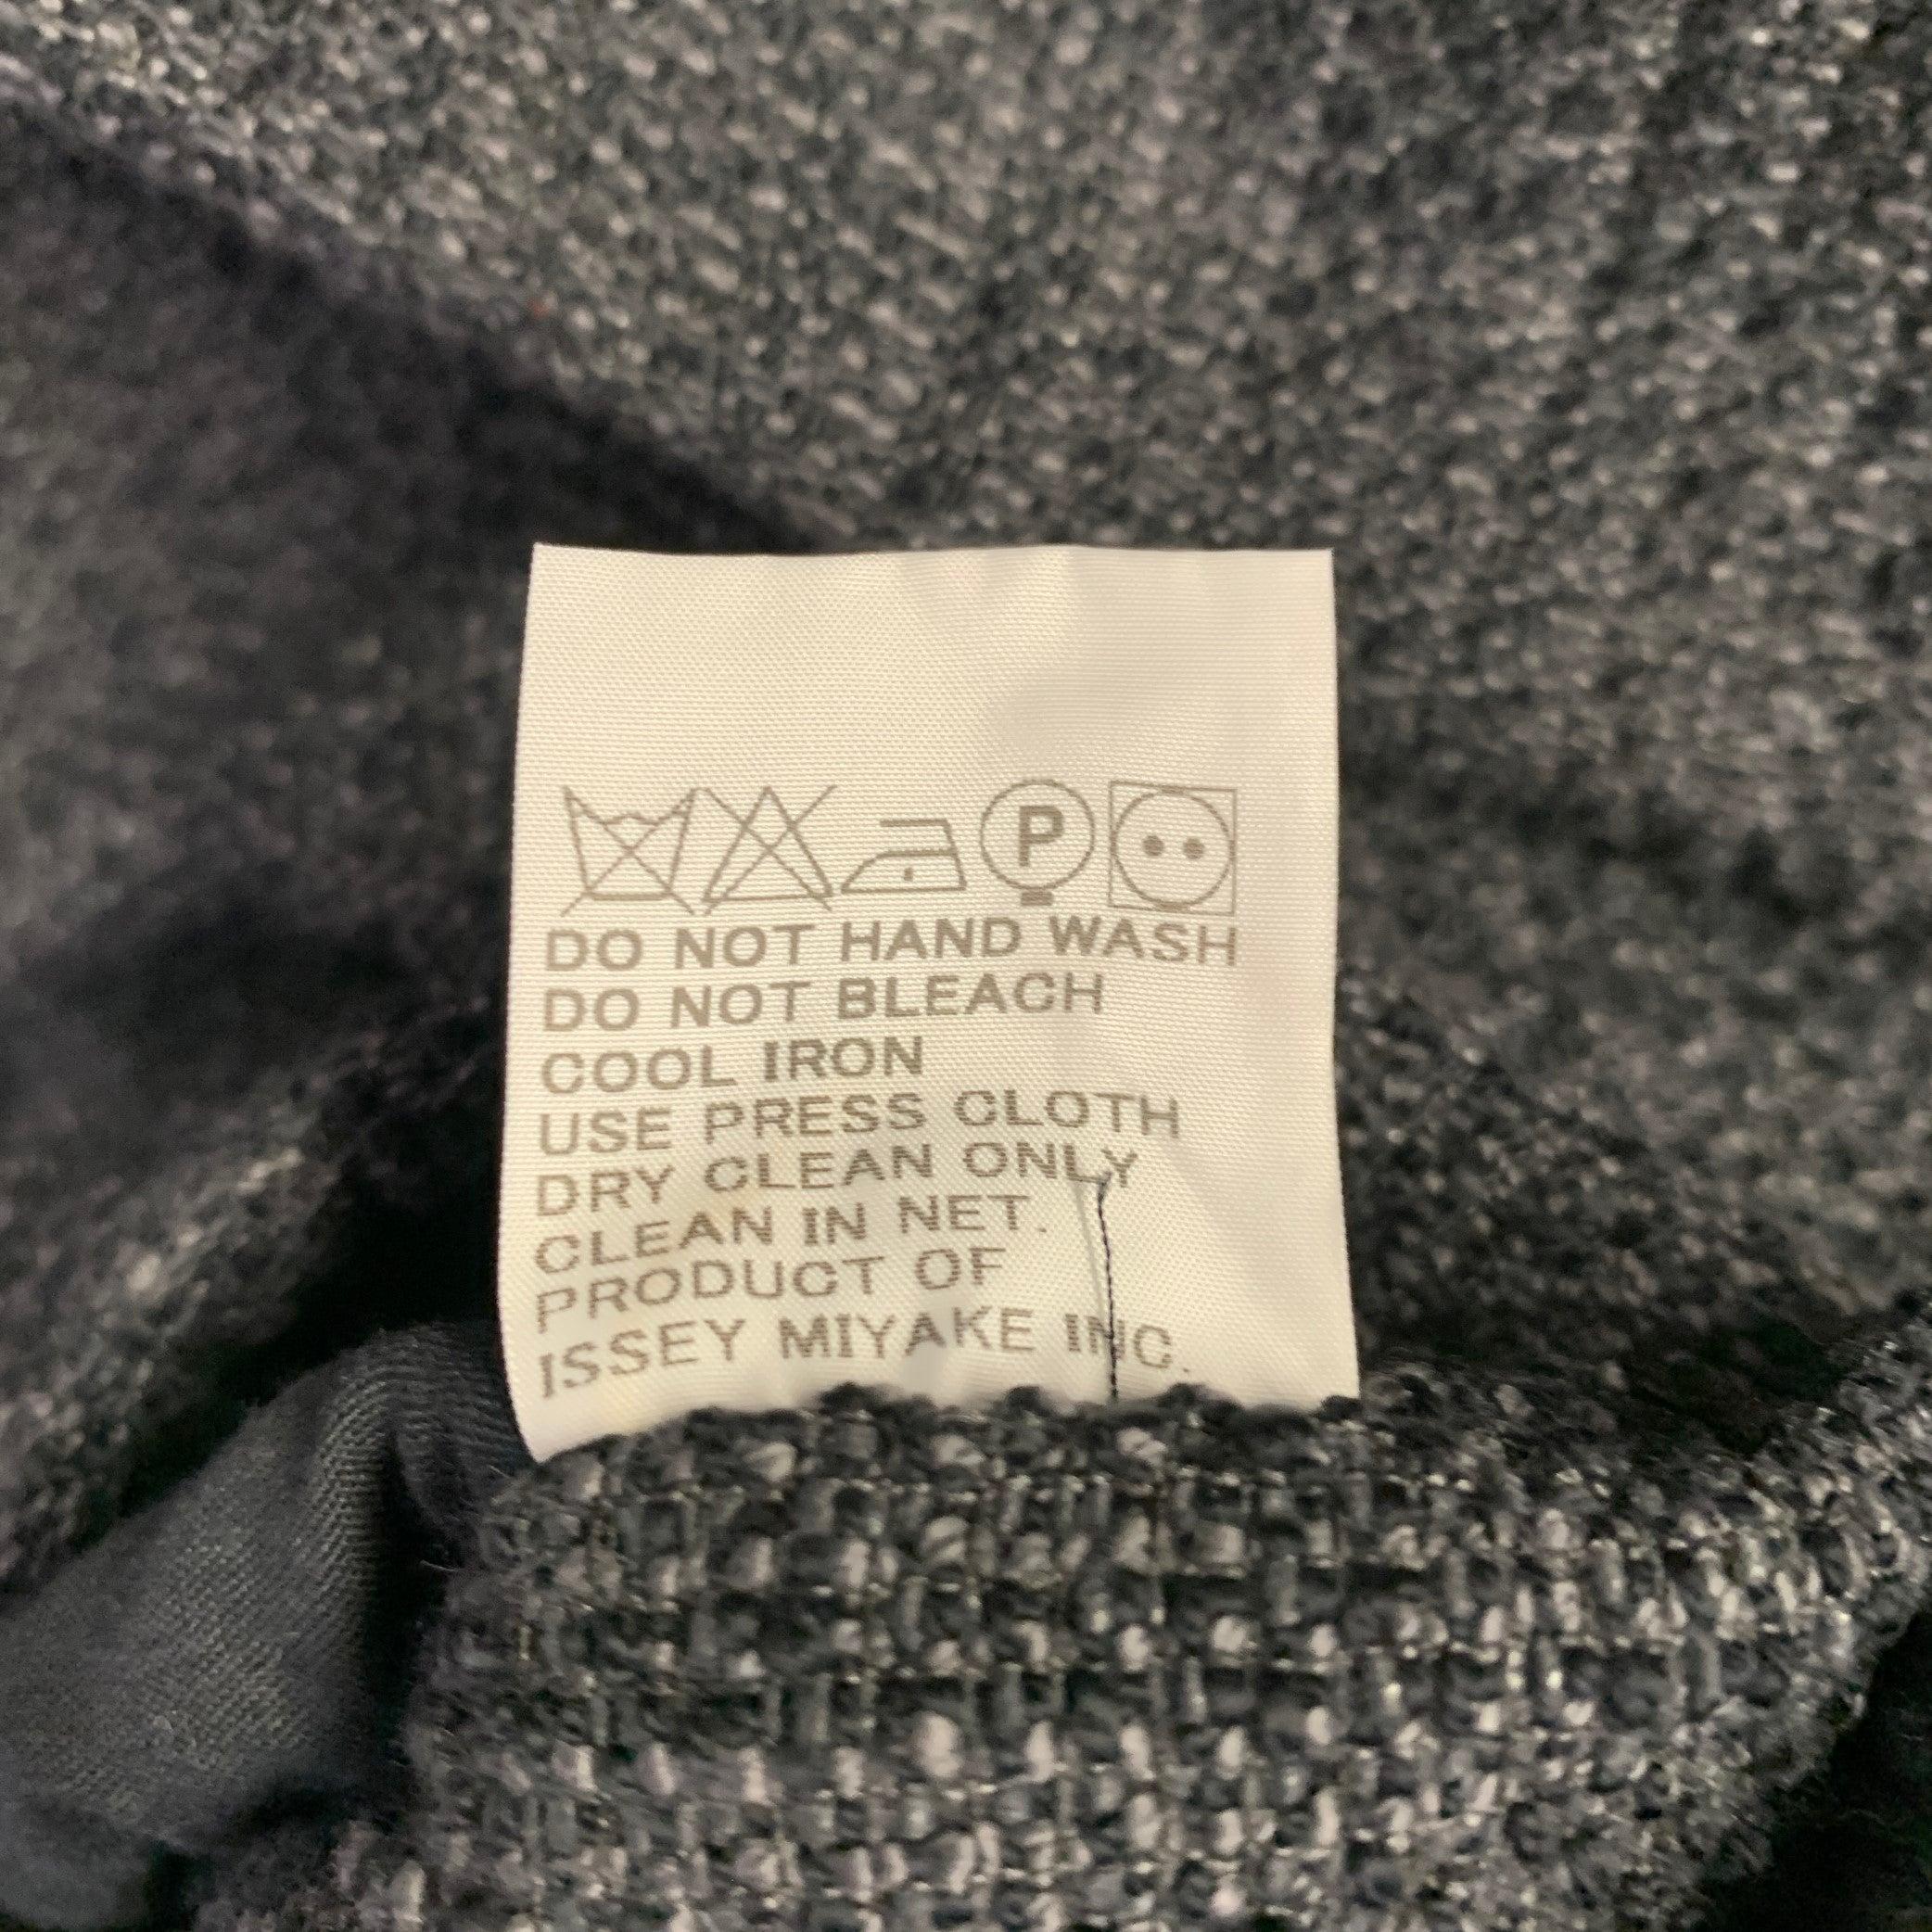 P
DO NOT HAND WASH
DO NOT BLEACH
COOL IRON
USE PRESS CLOTH
DRY CLEAN ONLY
CLEAN IN NET.
PRODUCT OF
ISSEY MIYAKE INC.